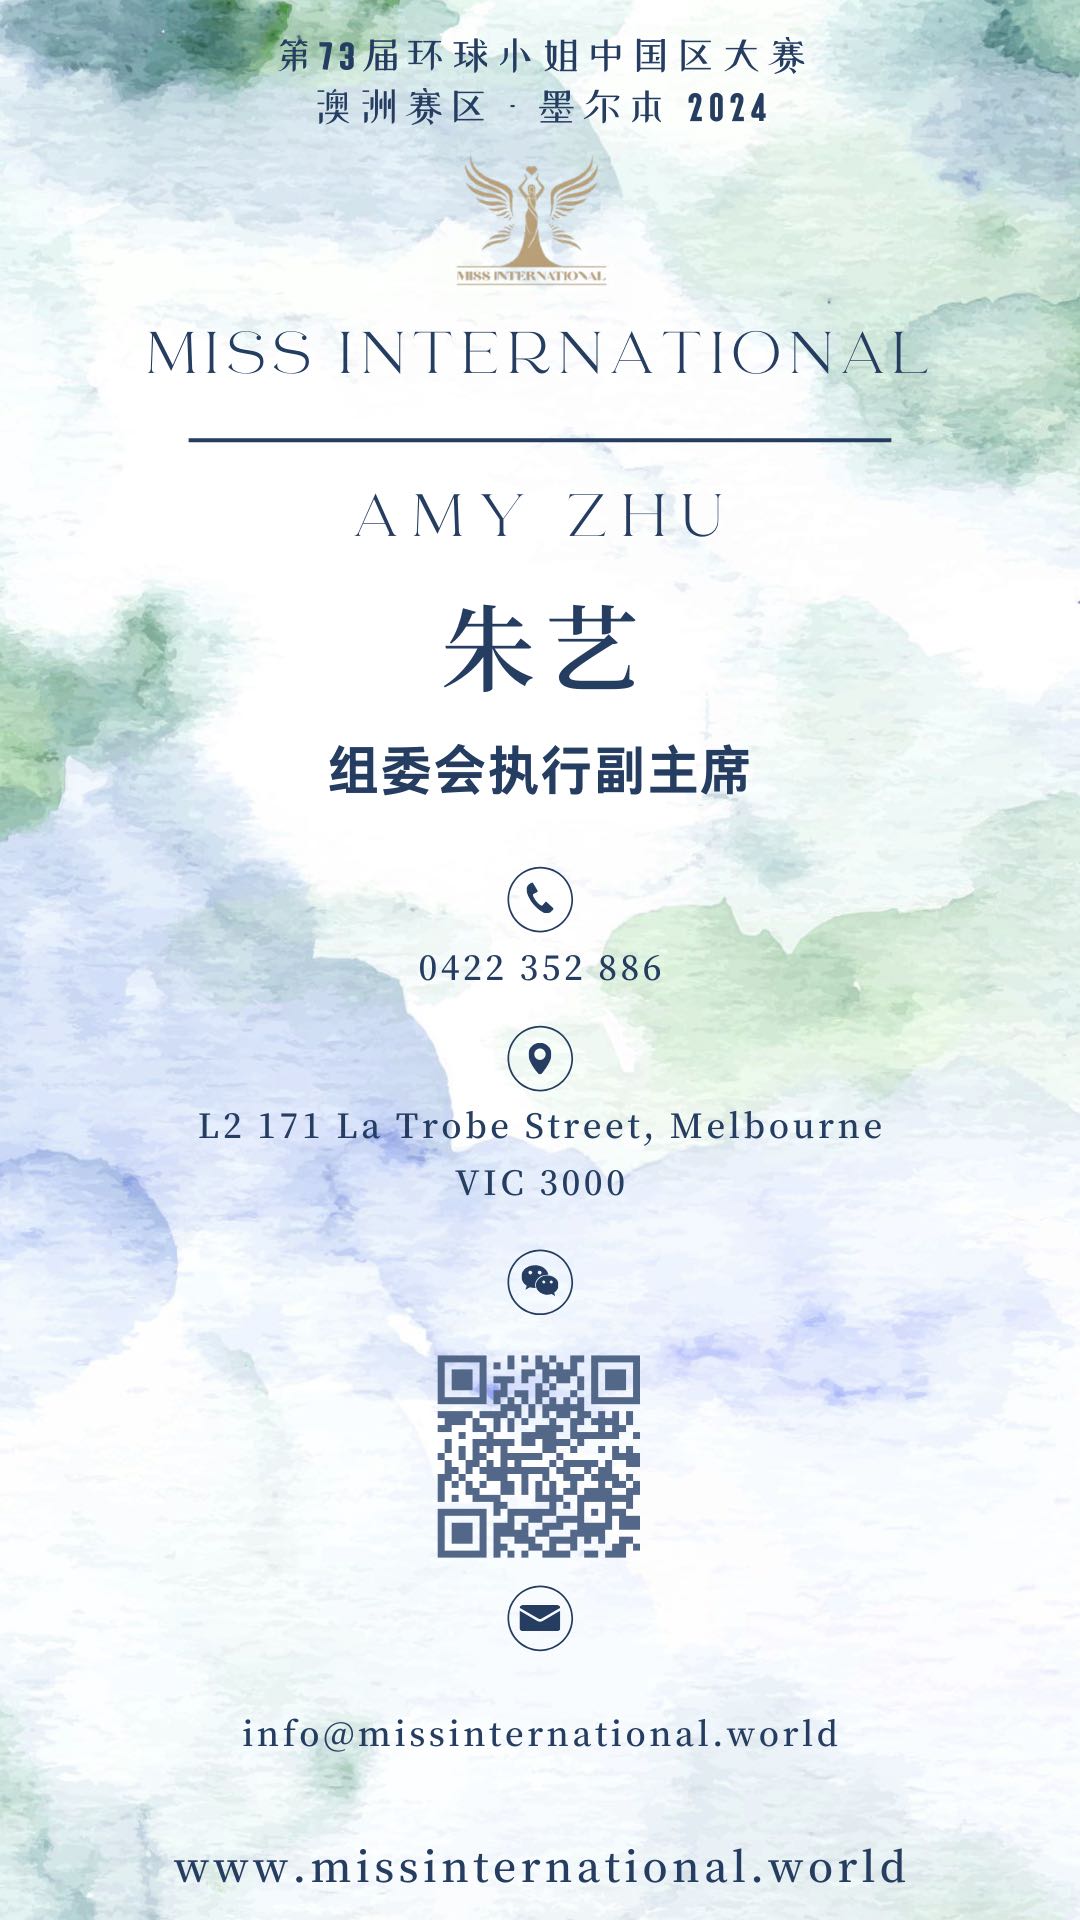 第73届环球小姐中国区大赛
澳洲赛区 · 墨尔本 2024
MISS INTERNATIONAL
MISS INTERNATIONAL
AMY ZHU
朱艺
组委会执行副主席
0422 352 886
L2 171 La Trobe Street, Melbourne
VIC 3000
info@missinternational.world
www.missinternational.world